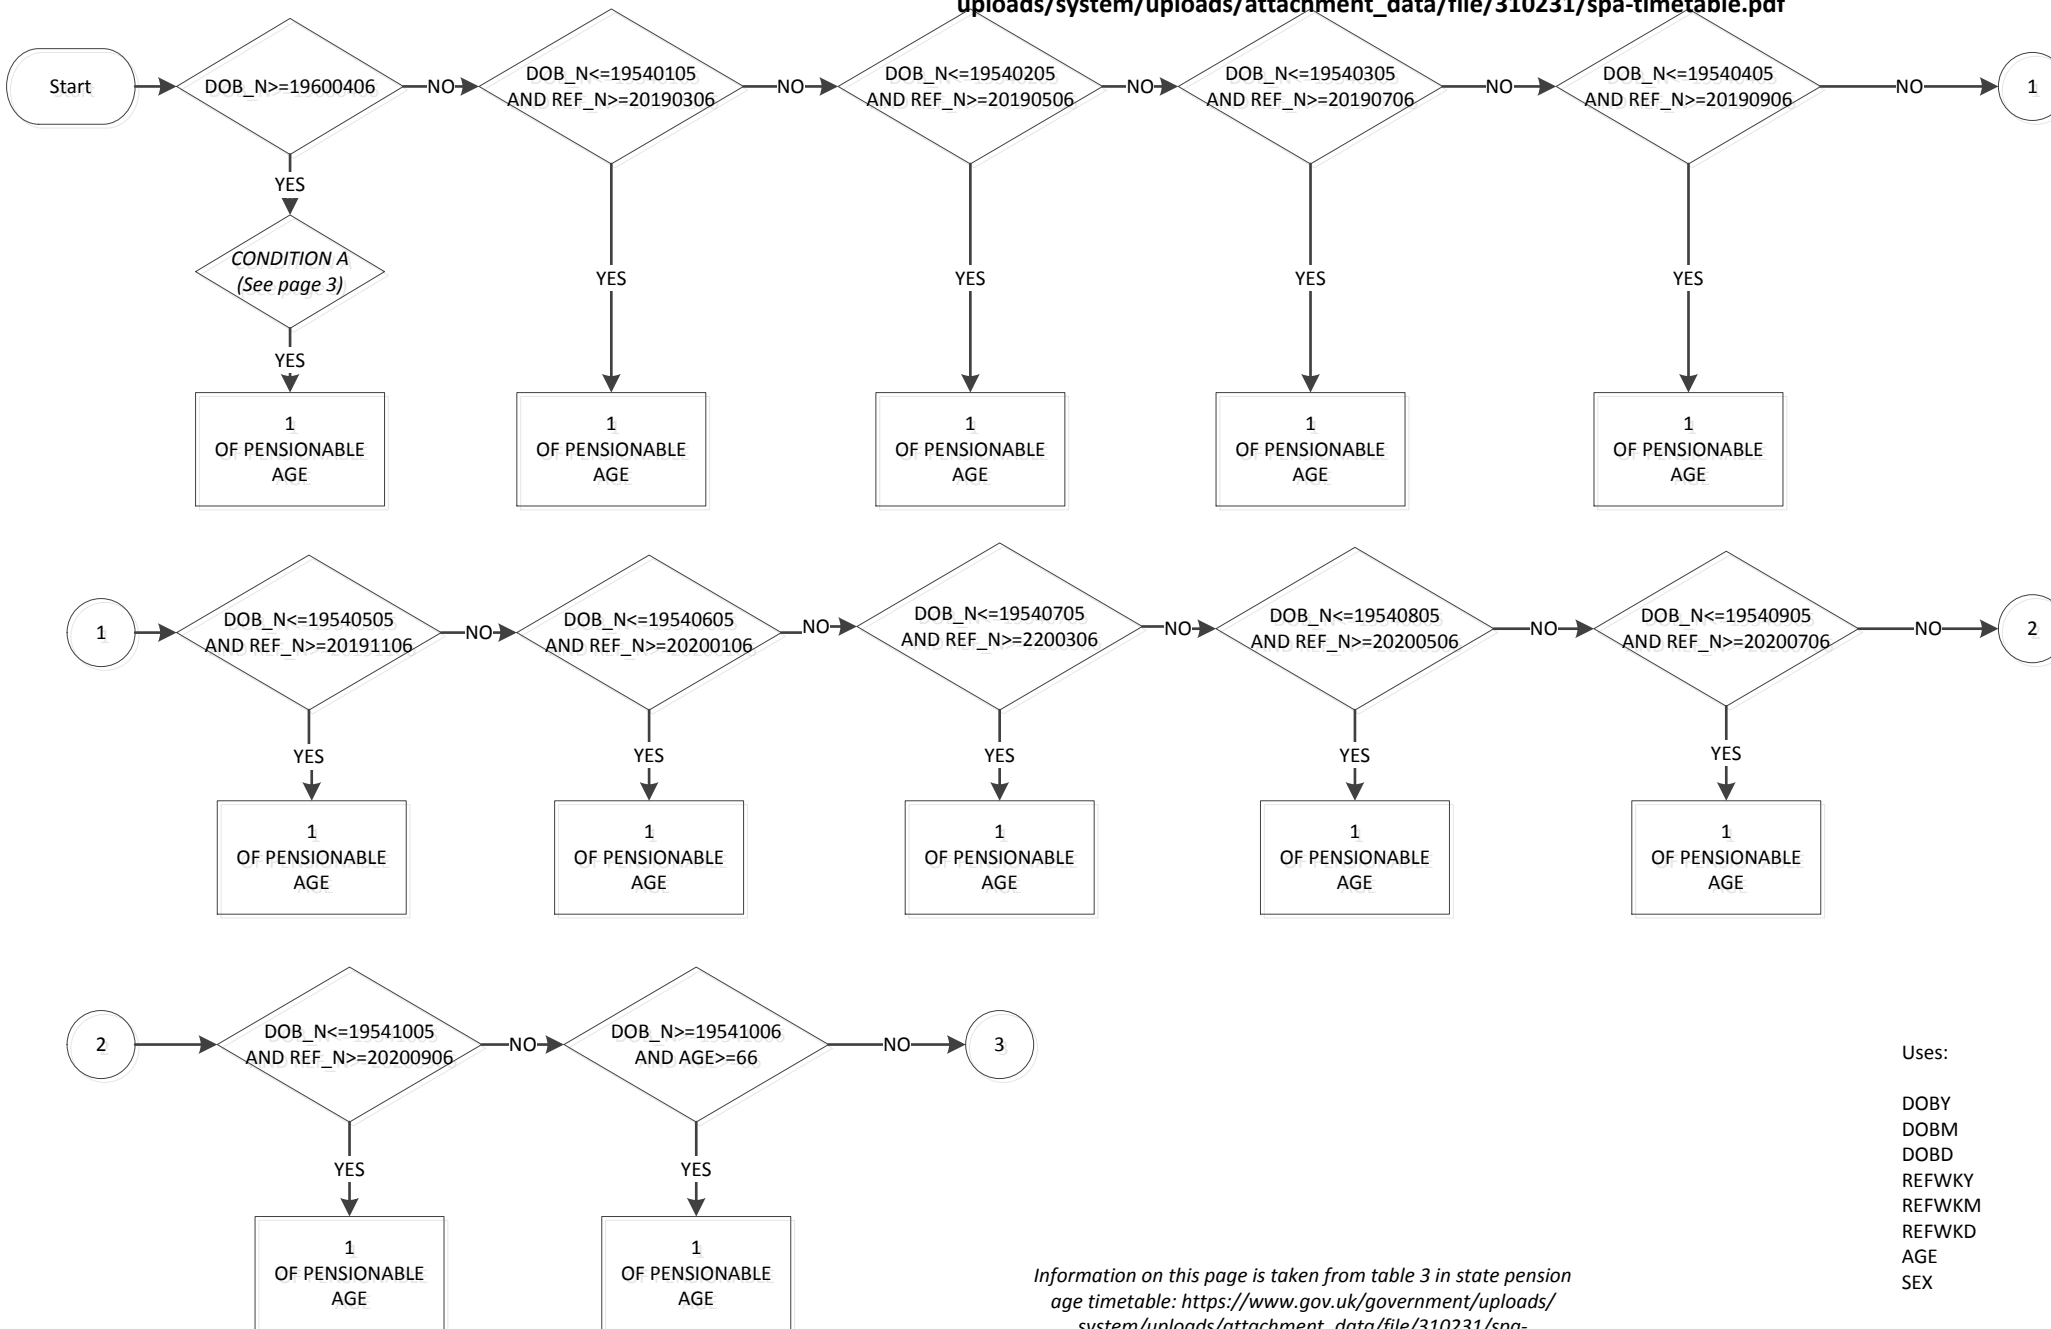 uploads/system/uploads/attachment_data/file/310231/spa-timetable.pdf
Start
DOB_N>=19600406
NO
DOB_N<=19540105
AND REF_N>=20190306
NO
DOB_N<=19540205
AND REF_N>=20190506
NO
DOB_N<=19540305
AND REF_N>=20190706
NO
DOB_N<=19540405
AND REF_N>=20190906
NO
1
YES
CONDITION A
(See page 3)
YES
YES
YES
YES
YES
1
OF PENSIONABLE
AGE
1
OF PENSIONABLE
AGE
1
OF PENSIONABLE
AGE
1
OF PENSIONABLE
AGE
1
OF PENSIONABLE
AGE
1
DOB_N<=19540505
AND REF_N>=20191106
NO
DOB_N<=19540605
AND REF_N>=20200106
NO
DOB_N<=19540705
AND REF_N>=2200306
NO
DOB_N<=19540805
AND REF_N>=20200506
NO
DOB_N<=19540905
AND REF_N>=20200706
NO
2
YES
YES
YES
YES
YES
1
OF PENSIONABLE
AGE
1
OF PENSIONABLE
AGE
1
OF PENSIONABLE
AGE
1
OF PENSIONABLE
AGE
1
OF PENSIONABLE
AGE
2
DOB_N<=19541005
AND REF_N>=20200906
NO
DOB_N>=19541006
AND AGE>=66
NO
3
YES
YES
1
OF PENSIONABLE
AGE
1
OF PENSIONABLE
AGE
Information on this page is taken from table 3 in state pension
age timetable: https://www.gov.uk/government/uploads/
system/uploads/attachment_data/file/310231/spa-
Uses:
DOBY
DOBM
DOBD
REFWKY
REFWKM
REFWKD
AGE
SEX